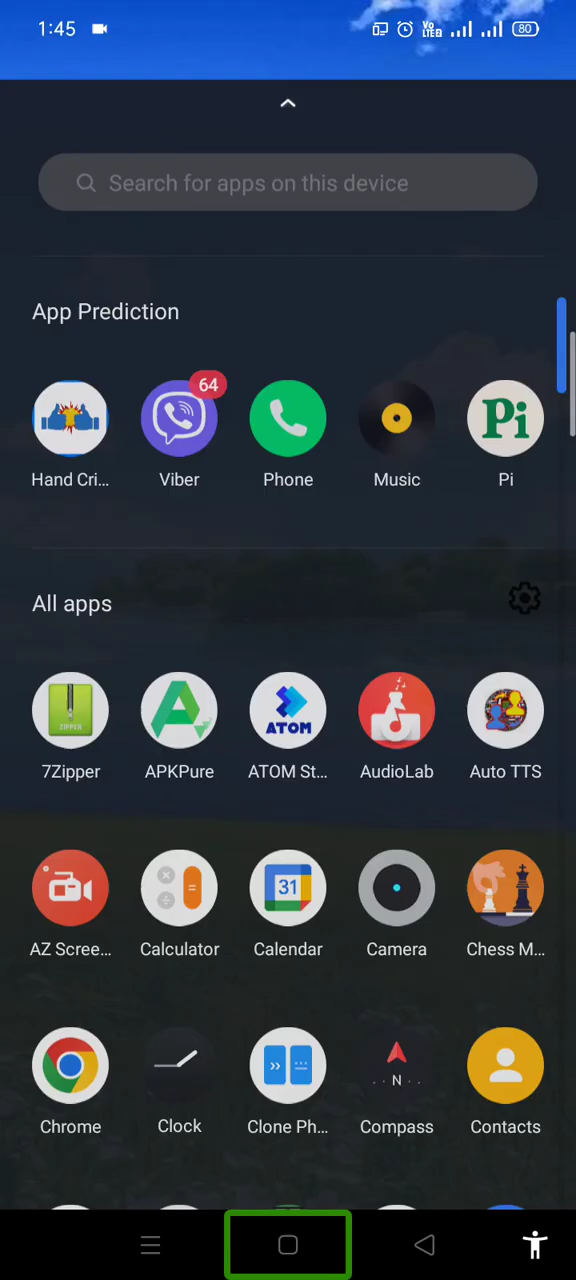 1:45
Vo
LTE2
80
Search for apps on this device
App Prediction
64
Pi
Hand Cri...
Viber
Phone
Music
Pi
All apps
ZIPPER
ATOM
7Zipper
APKPure
ATOM St...
AudioLab
Auto TTS
31
AZ Scree...
Calculator
Calendar
Camera
Chess M...
N
Chrome
Clock
Clone Ph...
Compass
Contacts